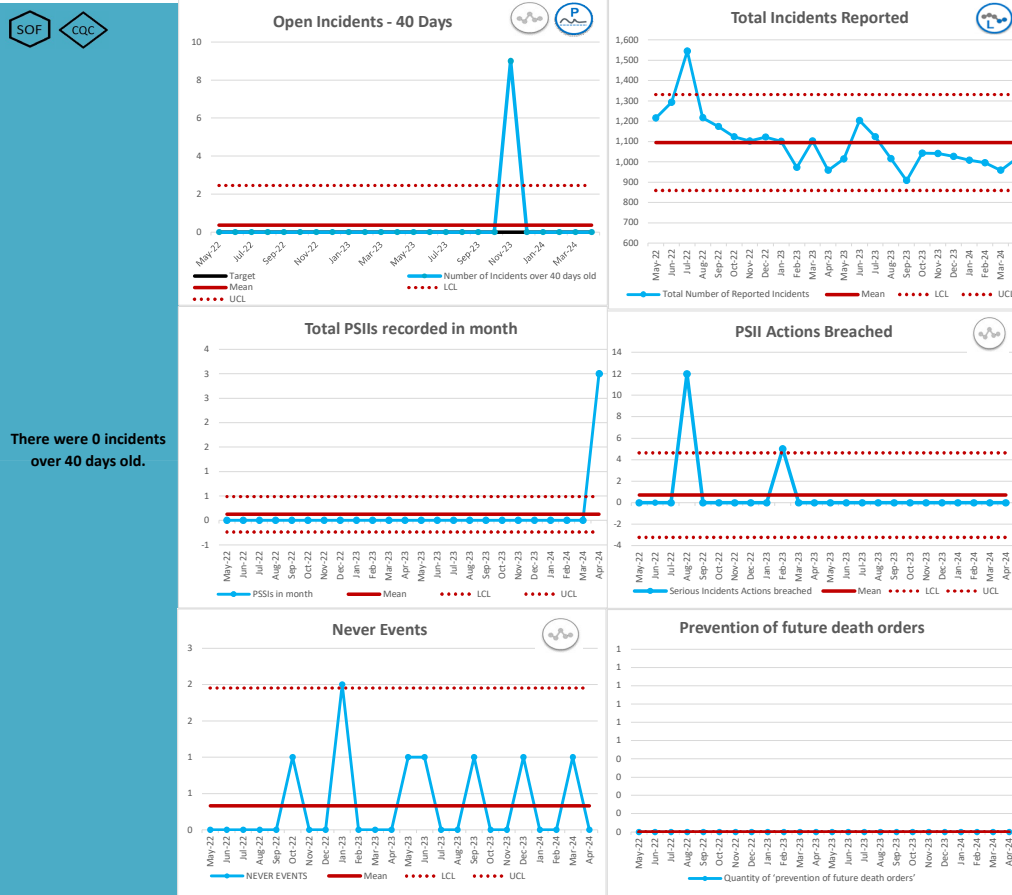 SOF
CQC
There were 0 incidents
over 40 days old.
Open Incidents - 40 Days
P
10
8
6
4
2
0
May-22
Jul-22
Sep-22
Nov-22
Jan-23
Mar-23
May-23
Jul-23
Sep-23
Nov-23
Jan-24
Mar-24
Target
Number of Incidents over 40 days old
Mean
LCL
UCL
Total Incidents Reported
L
1,600
1,500
1,400
1,300
1,200
1,100
1,000
900
800
700
600
May-22
Jun-22
Jul-22
Aug-22
Sep-22
Oct-22
Nov-22
Dec-22
Jan-23
Feb-23
Mar-23
Apr-23
May-23
Jun-23
Jul-23
Aug-23
Sep-23
Oct-23
Nov-23
Dec-23
Jan-24
Feb-24
Mar-24
Total Number of Reported Incidents
Mean
LCL
UCL
Total PSIIs recorded in month
4
3
3
2
2
1
1
0
-1
May-22
Jun-22
Jul-22
Aug-22
Sep-22
Oct-22
Nov-22
Dec-22
Jan-23
Feb-23
Mar-23
Apr-23
May-23
Jun-23
Jul-23
Aug-23
Sep-23
Oct-23
Nov-23
Dec-23
Jan-24
Feb-24
Mar-24
Apr-24
PSSIs in month
Mean
LCL
UCL
PSII Actions Breached
14
12
10
8
6
4
2
0
-2
-4
May-22
Jun-22
Jul-22
Aug-22
Sep-22
Oct-22
Nov-22
Dec-22
Jan-23
Feb-23
Mar-23
Apr-23
May-23
Jun-23
Jul-23
Aug-23
Sep-23
Oct-23
Nov-23
Dec-23
Jan-24
Feb-24
Mar-24
Apr-24
Serious Incidents Actions breached
Mean
LCL
UCL
Never Events
3
2
2
1
1
0
May-22
Jun-22
Jul-22
Aug-22
Sep-22
Oct-22
Nov-22
Dec-22
Jan-23
Feb-23
Mar-23
Apr-23
May-23
Jun-23
Jul-23
Aug-23
Sep-23
Oct-23
Nov-23
Dec-23
Jan-24
Feb-24
Mar-24
Apr-24
NEVER EVENTS
Mean
LCL
UCL
Prevention of future death orders
1
1
1
1
1
1
0
0
0
0
0
May-22
Jun-22
Jul-22
Aug-22
Sep-22
Oct-22
Nov-22
Dec-22
Jan-23
Feb-23
Mar-23
Apr-23
May-23
Jun-23
Jul-23
Aug-23
Sep-23
Oct-23
Nov-23
Dec-23
Jan-24
Feb-24
Mar-24
Apr-24
Quantity of 'prevention of future death orders'